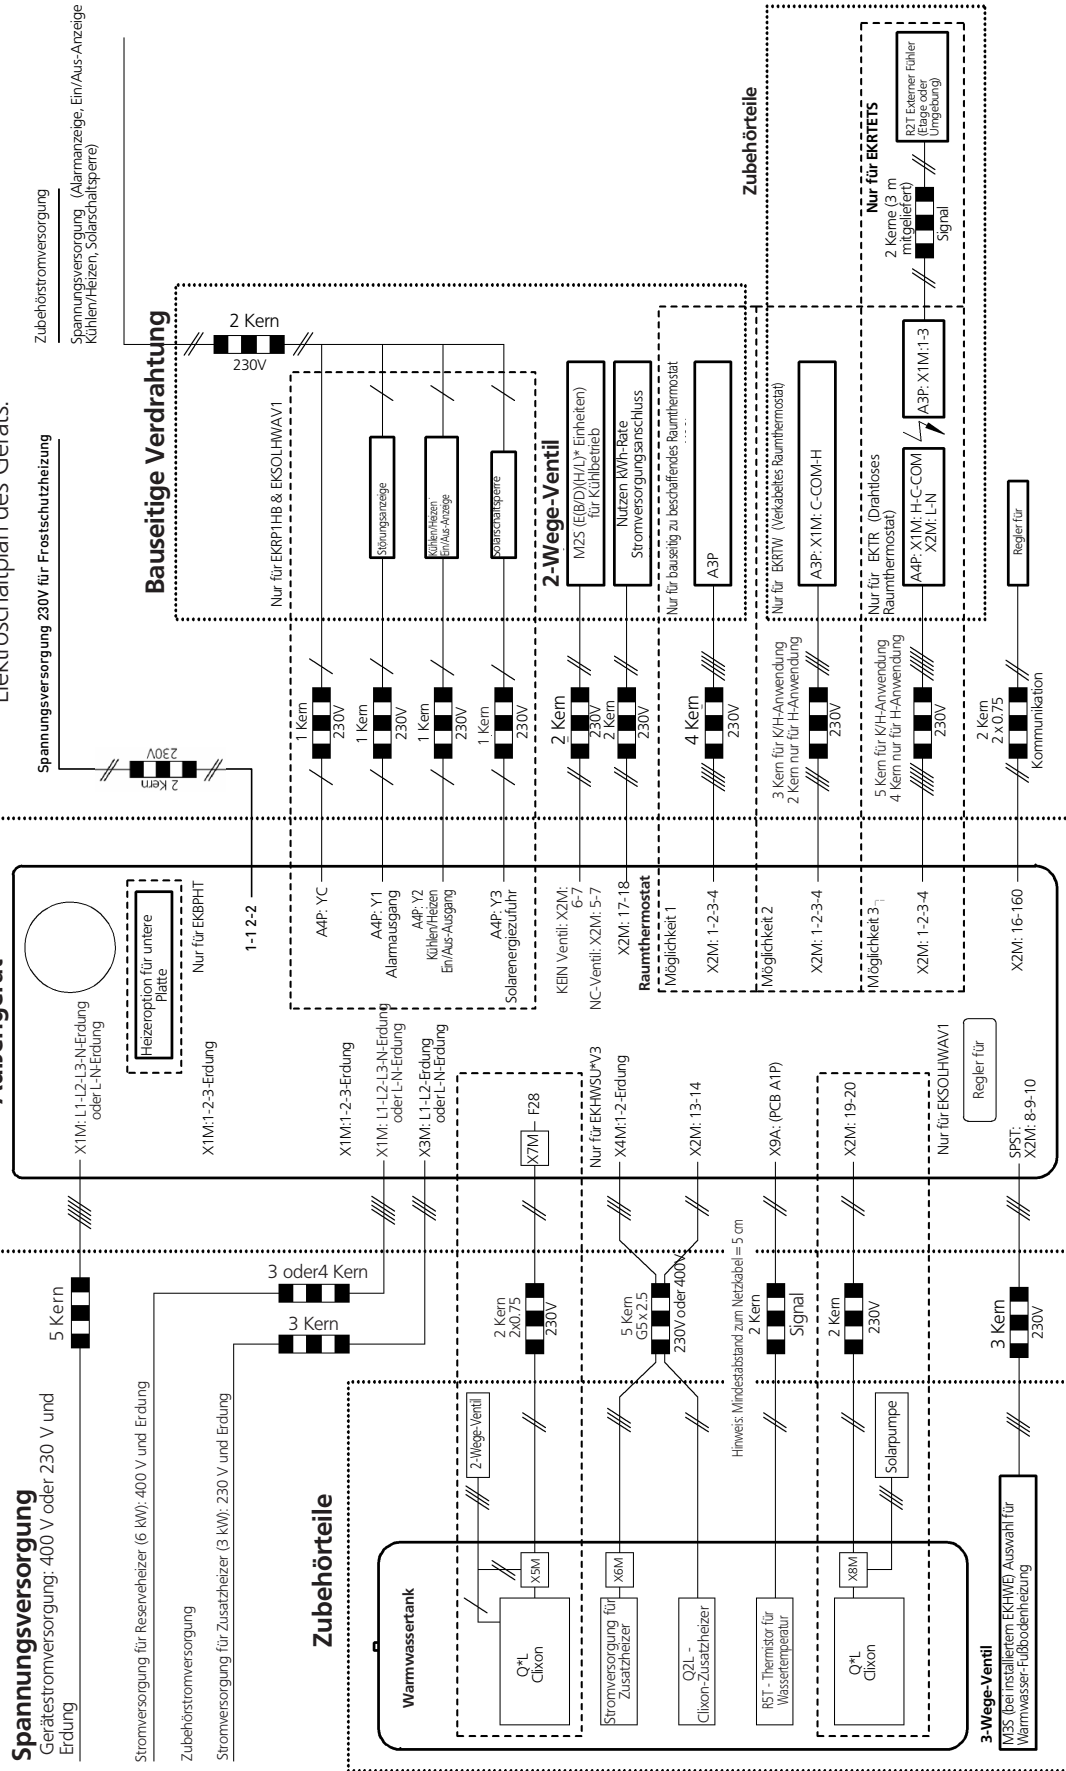 Elektroschaltplan des Geräts.
Außengerät
Spannungsversorgung
Gerätestromversorgung: 400 V oder 230 V und
Erdung
5 Kern
X1M: L1-L2-L3-N-Erdung
oder L-N-Erdung
Stromversorgung für Reserveheizer (6 kW): 400 V und Erdung
3 oder4 Kern
Zubehörstromversorgung
Stromversorgung für Zusatzheizer (3 kW): 230 V und Erdung
3 Kern
Heizeroption für untere
Platte
Nur für EKBPHT
X1M:1-2-3-Erdung
1-1 2-2
2 Kern
230V
Spannungsversorgung 230V für Frostschutzheizung
Zubehöistromversorgung
Spannungsversorgung (Alarmanzeige, Ein/Aus-Anzeige
Kühlen/Heizen, Solarschaltsperre)
X1M:1-2-3-Erdung
X1M: L1-L2-L3-N-Erdung
oder L-N-Erdung
X3M: L1-L2-Erdung
oder L-N-Erdung
Bauseitige Verdrahtung
2 Kern
230V
Nur für EKRP1HB & EKSOLHWAV1
A4P: YC
1 Kern
230V
A4P: Y1
Alarmausgang
1 Kern
230V
Störungsanzeige
A4P: Y2
Kühlen/Heizen
Ein/Aus-Ausgang
1 Kern
230V
Kühlen/Heizen
Ein/Aus-Anzeige
A4P: Y3
Solarenergiezufuhr
1 Kern
230V
Solarschaltsperre
2-Wege-Ventil
KEIN Ventil: X2M:
6-7
NC-Ventil: X2M: 5-7
2 Kern
230V
M2S (E(B/D)(H/L)* Einheiten)
für Kühlbetrieb
X2M: 17-18
2 Kern
230V
Nutzen kWh-Rate
Stromversorgungsanschluss
Raumthermostat
Möglichkeit 1
X2M: 1-2-3-4
4 Kern
230V
Nur für bauseitig zu beschaffendes Raumthermostat
A3P
Zubehörteile
Möglichkeit 2
X2M: 1-2-3-4
3 Kern für K/H-Anwendung
2 Kern nur für H-Anwendung
230V
Nur für EKRTW (Verkabeltes Raumthermostat)
A3P: X1M: C-COM-H
Möglichkeit 3
X2M: 1-2-3-4
5 Kern für K/H-Anwendung
4 Kern nur für H-Anwendung
230V
Nur für EKTR (Drahtloses
Raumthermostat)
A4P: X1M: H-C-COM
X2M: L-N
A3P: X1M:1-3
Nur für EKRTETS
2 Kerne (3 m
mitgeliefert)
Signal
R2T Externer Fühler
(Etage oder
Umgebung)
X2M: 16-160
2 Kern
2 x0.75
Kommunikation
Regler für
Zubehörteile
Warmwassertank
2-Wege-Ventil
Q*L
Clixon
X5M
2 Kern
2x0.75
230V
X7M
F28
Nur für EKHWSU*V3
Stromversorgung für
Zusatzheizer
X6M
5 Kern
G5x 2.5
230V oder 400V
X4M:1-2-Erdung
Q2L -
Clixon-Zusatzheizer
X2M: 13-14
Hinweis: Mindestabstand zum Netzkabel = 5 cm
R5T - Thermistor für
Wassertemperatur
2 Kern
Signal
X9A: (PCB A1P)
Q*L
Clixon
X8M
Solarpumpe
2 Kern
230V
X2M: 19-20
Nur für EKSOLHWAV1
Regler für
3-Wege-Ventil
M3S (bei installiertem EKHWE) Auswahl für
Warmwasser-Fußbodenheizung
3 Kern
230V
SPST:
X2M: 8-9-10